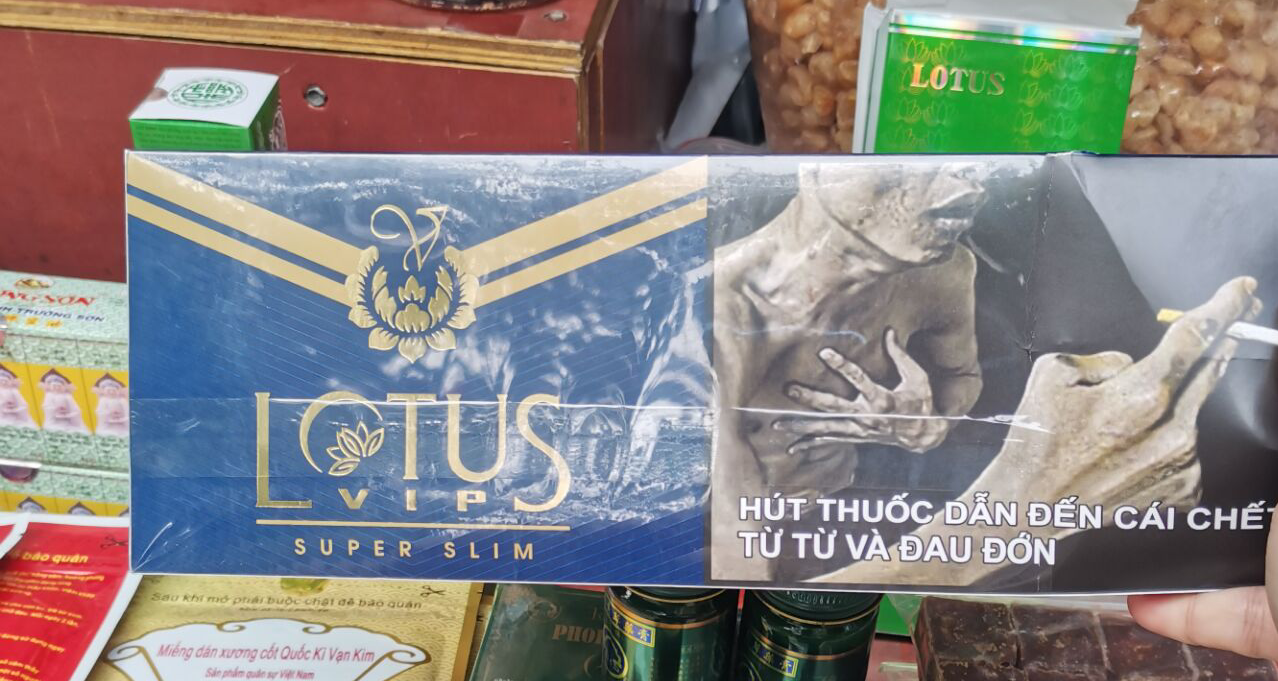 LOTUS
LOTUS
VIP
SUPER SLIM
HÚT THUỐC DẪN ĐẾN CÁI CHẾT
TỪ TỪ VÀ ĐAU ĐỚN
TRƯỜNG SƠN
bảo quản
Sau khi mở phải buộc chặt để bảo quản
Miếng dán xương cốt Quốc Kì Vạn Kim
Sản phẩm quân sự Việt Nam